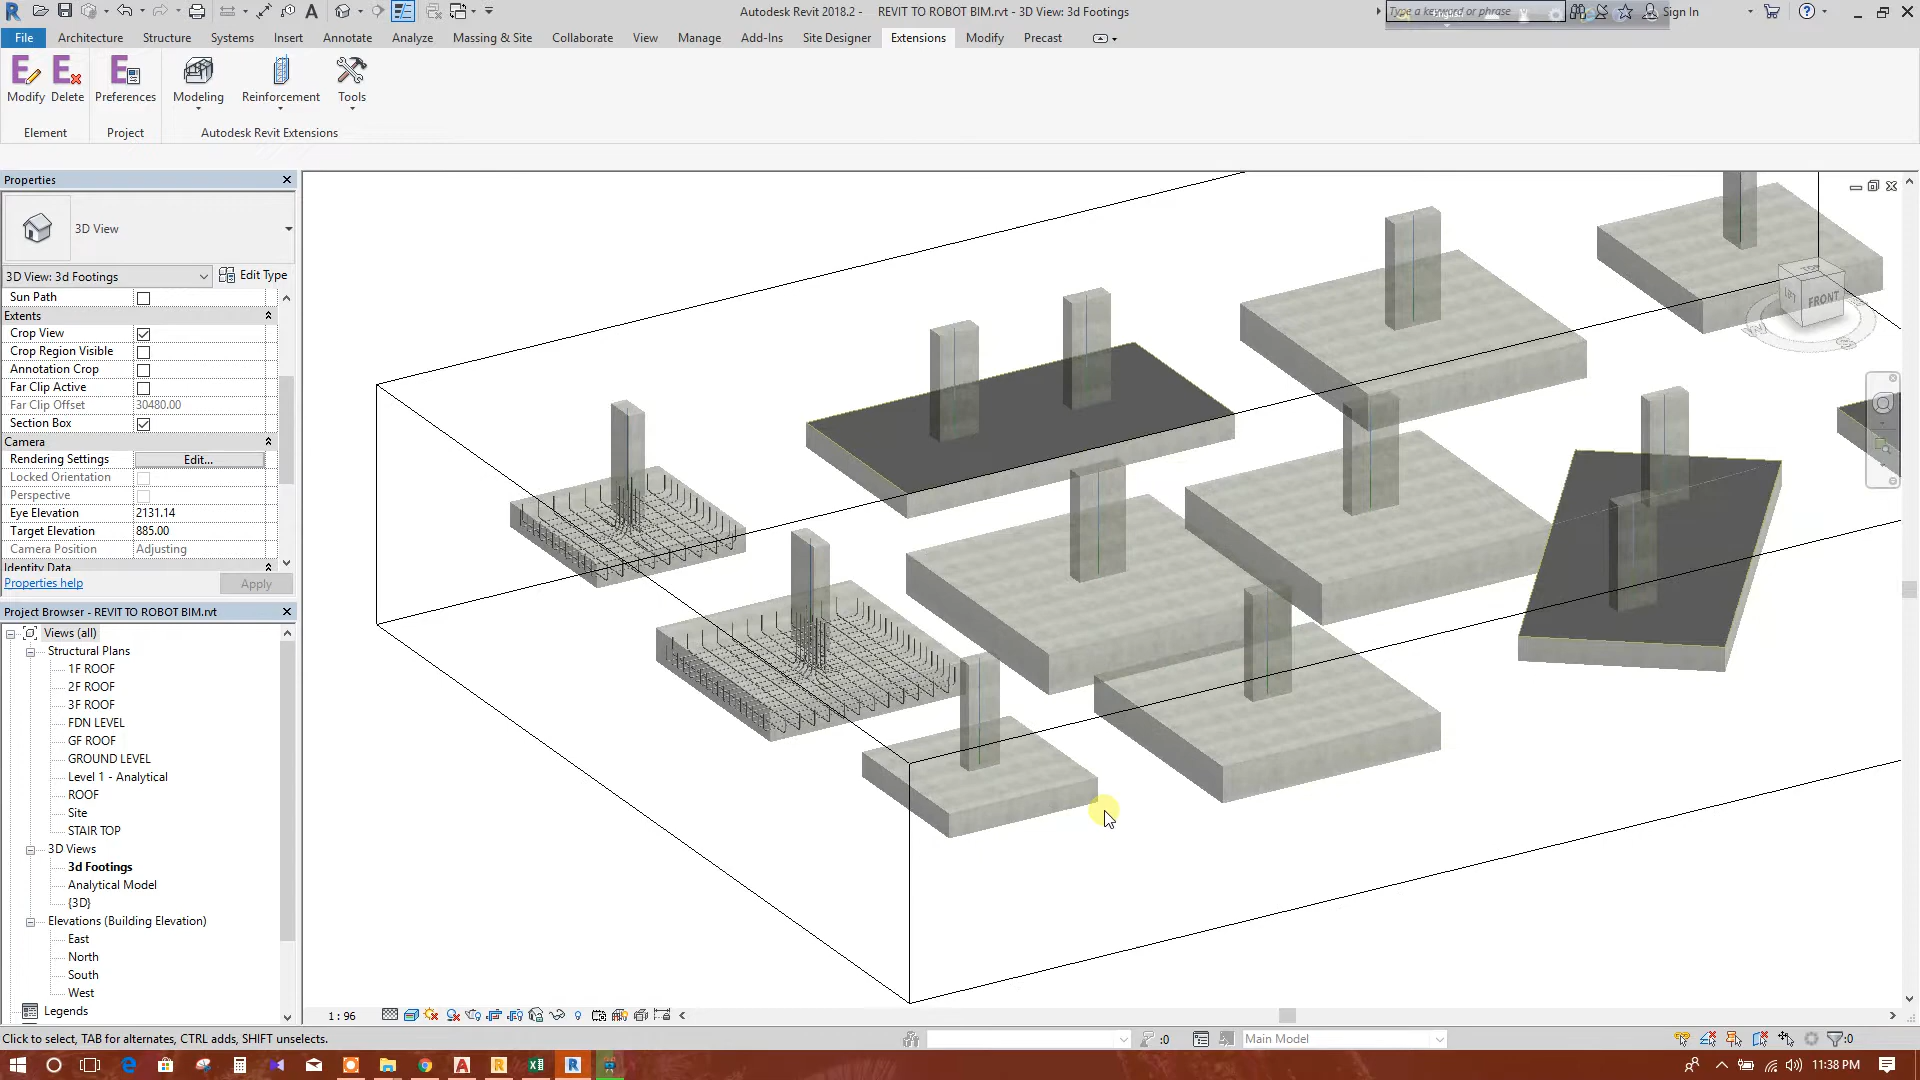 Autodesk Revit 2018.2 - REVIT TO ROBOT BIM.rvt - 3D View: 3d Footings
Type a keyword or phrase
Sign In
File Architecture Structure Systems Insert Annotate Analyze Massing & Site Collaborate View Manage Add-Ins Site Designer Extensions Modify Precast
Modify Delete Preferences Modeling Reinforcement Tools
Element Project Autodesk Revit Extensions
Properties
3D View
3D View: 3d Footings Edit Type
Sun Path
Extents
Crop View
Crop Region Visible
Annotation Crop
Far Clip Active
Far Clip Offset 30480.00
Section Box
Camera
Rendering Settings Edit...
Locked Orientation
Perspective
Eye Elevation 2131.14
Target Elevation 885.00
Camera Position Adjusting
Identity Data
Properties help Apply
Project Browser - REVIT TO ROBOT BIM.rvt
Views (all)
Structural Plans
1F ROOF
2F ROOF
3F ROOF
FDN LEVEL
GF ROOF
GROUND LEVEL
Level 1 - Analytical
ROOF
Site
STAIR TOP
3D Views
3d Footings
Analytical Model
{3D}
Elevations (Building Elevation)
East
North
South
West
Legends
TOP
FRONT
W
S
1 : 96
Click to select, TAB for alternates, CTRL adds, SHIFT unselects.
:0
Main Model
:0
11:38 PM